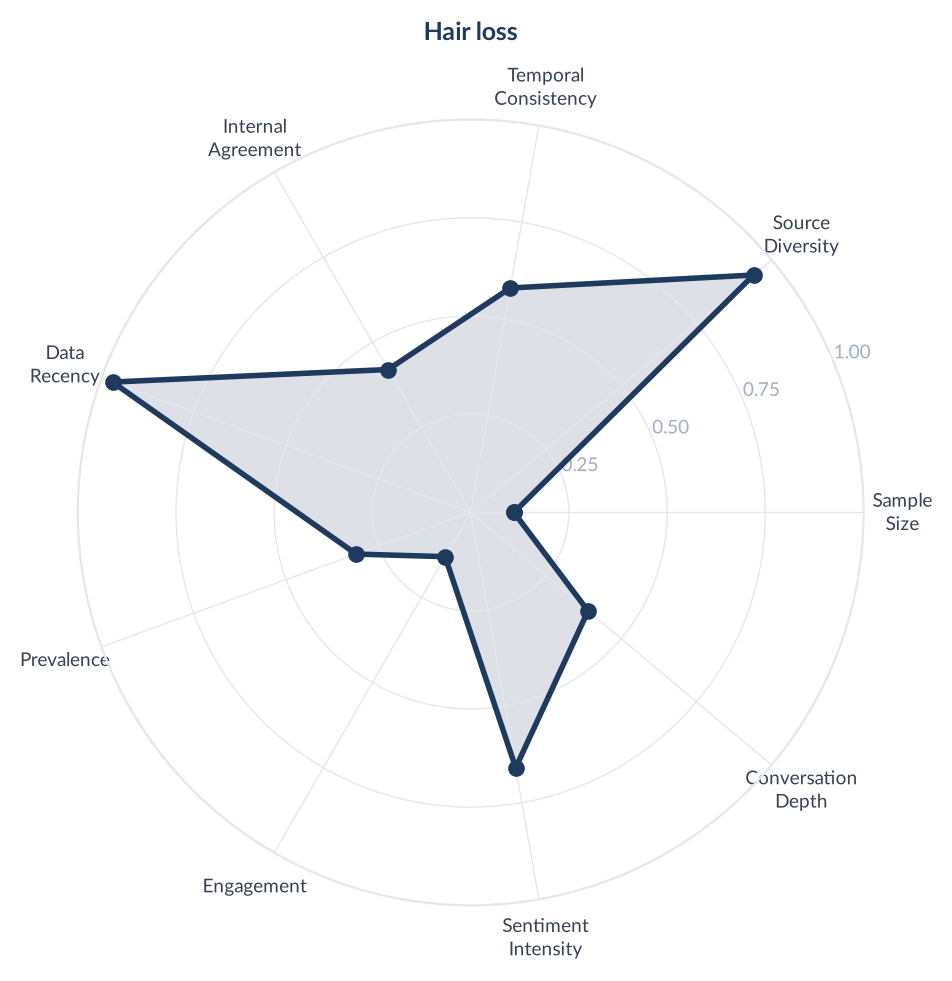 Hair loss
Temporal
Consistency
Internal
Agreement
Source
Diversity
Data
Recency
1.00
0.75
0.50
0.25
Sample
Size
Prevalence
Conversation
Depth
Engagement
Sentiment
Intensity